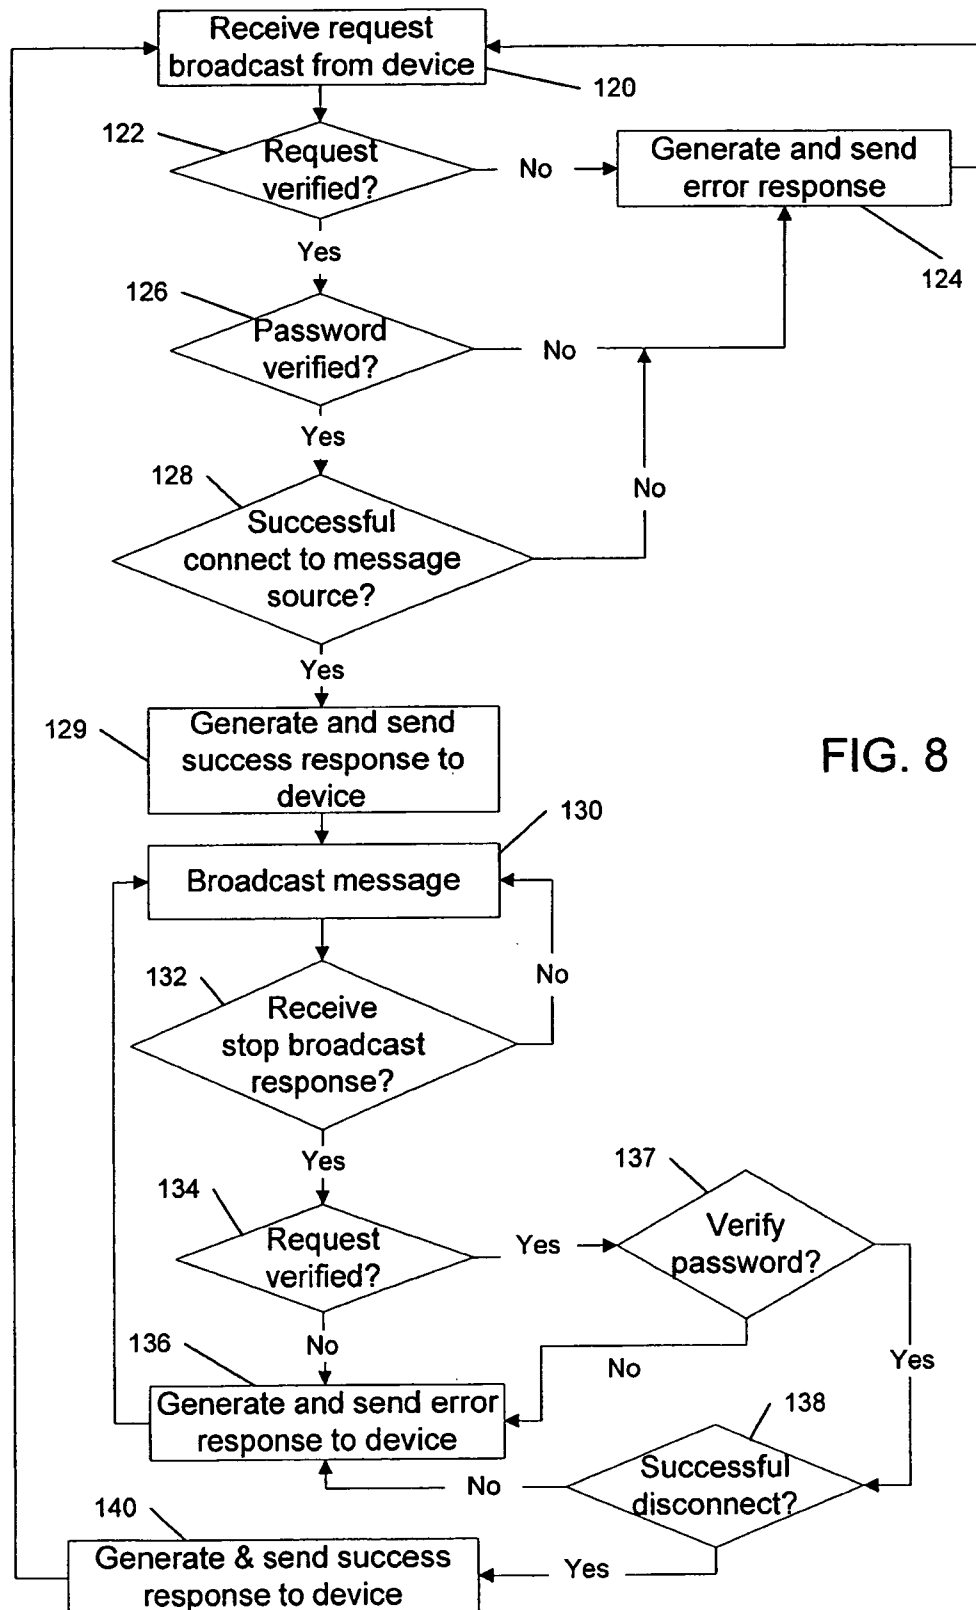 Receive request
broadcast from device
120
122
Request
verified?
No
Generate and send
error response
124
Yes
126
Password
verified?
No
Yes
128
Successful
connect to message
source?
No
Yes
129
Generate and send
success response to
device
FIG. 8
130
Broadcast message
132
Receive
stop broadcast
response?
No
Yes
134
Request
verified?
Yes
137
Verify
password?
No
136
Generate and send error
response to device
No
Yes
138
Successful
disconnect?
No
140
Generate & send success
response to device
Yes